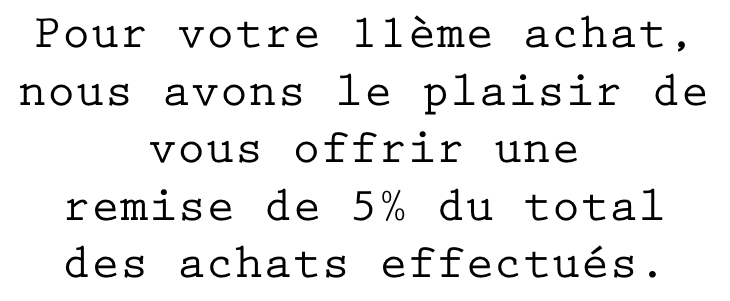 Pour votre 11ème achat,
nous avons le plaisir de
vous offrir une
remise de 5% du total
des achats effectués.